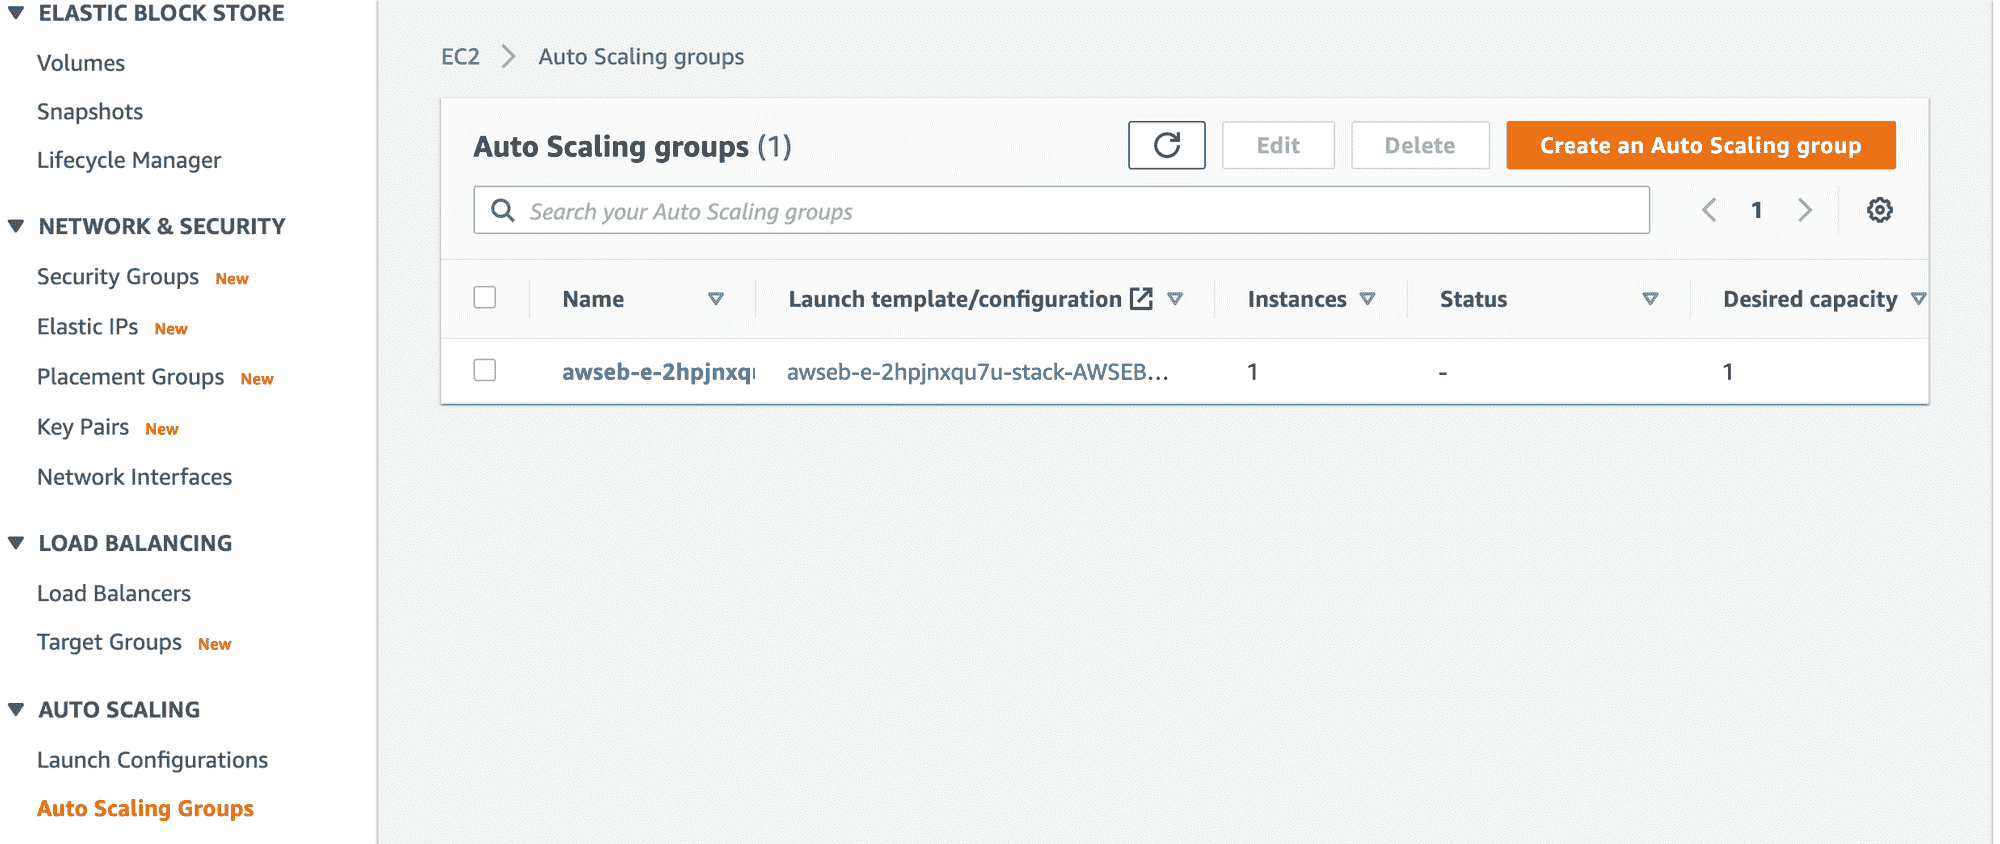 ELASTIC BLOCK STORE
Volumes
Snapshots
Lifecycle Manager
NETWORK & SECURITY
Security Groups New
Elastic IPs New
Placement Groups New
Key Pairs New
Network Interfaces
LOAD BALANCING
Load Balancers
Target Groups New
AUTO SCALING
Launch Configurations
Auto Scaling Groups
EC2 Auto Scaling groups
Auto Scaling groups (1) Edit Delete Create an Auto Scaling group
Search your Auto Scaling groups 1
Name Launch template/configuration Instances Status Desired capacity
awseb-e-2hpjnxq awseb-e-2hpjnxqu7u-stack-AWSEB... 1 - 1